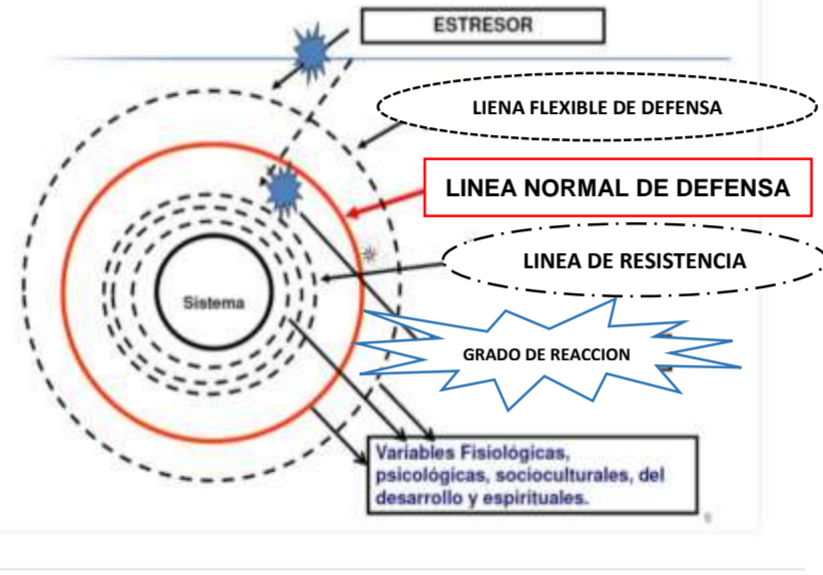 ESTRESOR
LIENA FLEXIBLE DE DEFENSA
LINEA NORMAL DE DEFENSA
LINEA DE RESISTENCIA
Sistema
GRADO DE REACCION
Variables Fisiológicas,
psicológicas, socioculturales, del
desarrollo y espirituales.